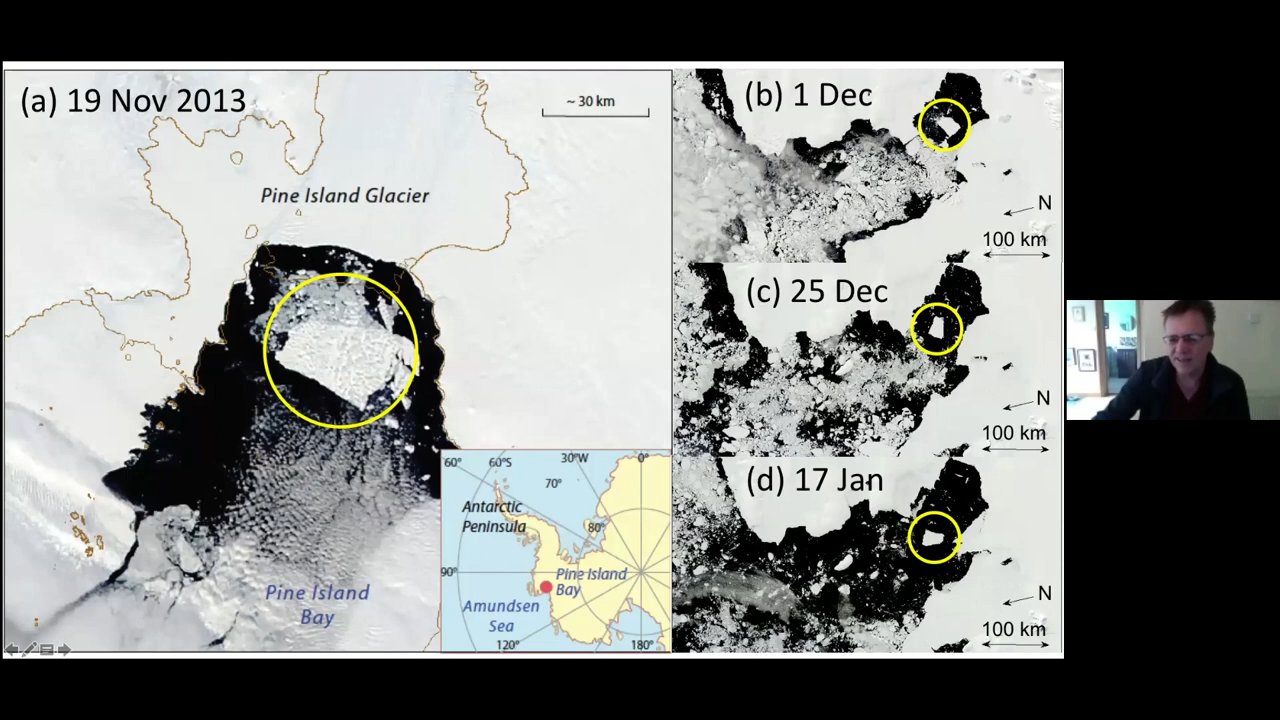 (a) 19 Nov 2013
~ 30 km
Pine Island Glacier
Pine Island
Bay
60°
60°S
30°W
0°
70°
Antarctic
Peninsula
80°
90°
Pine Island
Bay
Amundsen
Sea
120°
180°
(b) 1 Dec
N
100 km
(c) 25 Dec
N
100 km
(d) 17 Jan
N
100 km